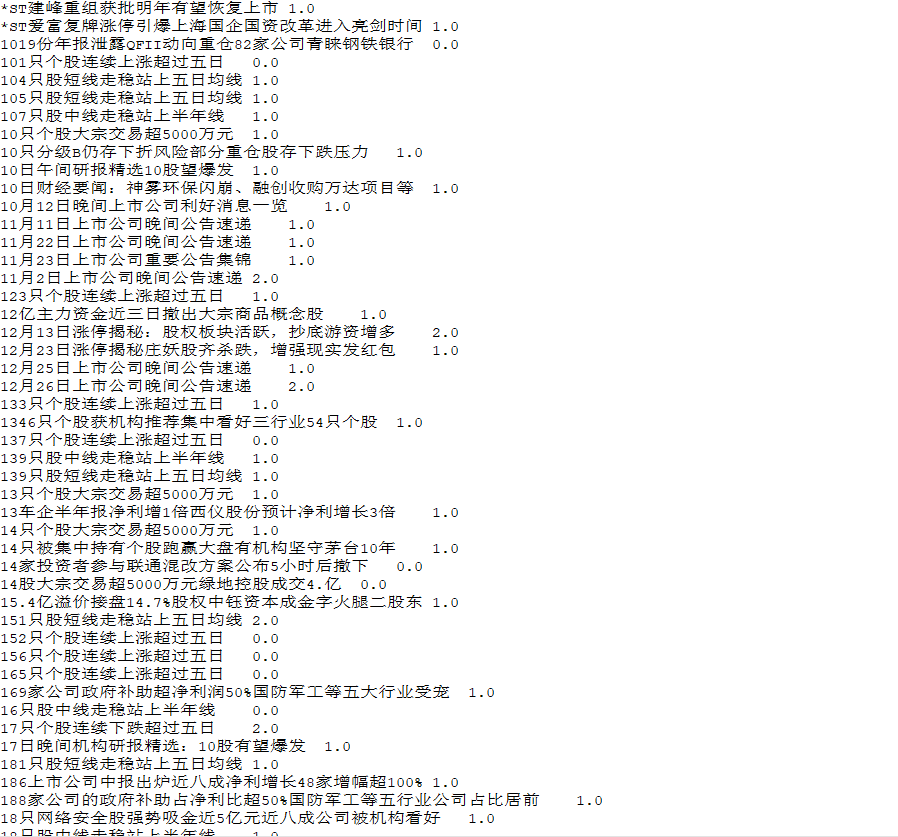 *ST建峰重组获批明年有望恢复上市 1.0
*ST爱富复牌涨停引爆上海国企国资改革进入亮剑时间 1.0
1019份年报泄露QFII动向重仓82家公司青睐钢铁银行 0.0
101只个股连续上涨超过五日 0.0
104只股短线走稳站上五日均线 1.0
105只股短线走稳站上五日均线 1.0
107只股中线走稳站上半年线 1.0
10只个股大宗交易超5000万元 1.0
10只分级B仍存下折风险部分重仓股存下跌压力 1.0
10日午间研报精选10股望爆发 1.0
10日财经要闻：神雾环保闪崩、融创收购万达项目等 1.0
10月12日晚间上市公司利好消息一览 1.0
11月11日上市公司晚间公告速递 1.0
11月22日上市公司晚间公告速递 1.0
11月23日上市公司重要公告集锦 1.0
11月2日上市公司晚间公告速递 2.0
123只个股连续上涨超过五日 1.0
12亿主力资金近三日撤出大宗商品概念股 1.0
12月13日涨停揭秘：股权板块活跃，抄底游资增多 2.0
12月23日涨停揭秘庄妖股齐杀跌，增强现实发红包 1.0
12月25日上市公司晚间公告速递 1.0
12月26日上市公司晚间公告速递 2.0
133只个股连续上涨超过五日 1.0
1346只个股获机构推荐集中看好三行业54只个股 1.0
137只个股连续上涨超过五日 0.0
139只股中线走稳站上半年线 1.0
139只股短线走稳站上五日均线 1.0
13只个股大宗交易超5000万元 1.0
13车企半年报净利增1倍西仪股份预计净利增长3倍 1.0
14只个股大宗交易超5000万元 1.0
14只被集中持有个股跑赢大盘有机构坚守茅台10年 1.0
14家投资者参与联通混改方案公布5小时后撤下 0.0
14股大宗交易超5000万元绿地控股成交4.亿 0.0
15.4亿溢价接盘14.7%股权中钰资本成金字火腿二股东 1.0
151只股短线走稳站上五日均线 2.0
152只个股连续上涨超过五日 0.0
156只个股连续上涨超过五日 0.0
165只个股连续上涨超过五日 0.0
169家公司政府补助超净利润50%国防军工等五大行业受宠 1.0
16只股中线走稳站上半年线 0.0
17只个股连续下跌超过五日 2.0
17日晚间机构研报精选：10股有望爆发 1.0
181只股短线走稳站上五日均线 1.0
186上市公司中报出炉近八成净利增长48家增幅超100% 1.0
188家公司的政府补助占净利比超50%国防军工等五行业公司占比居前 1.0
18只网络安全股强势吸金近5亿元近八成公司被机构看好 1.0
18只股中线走稳站上半年线 1.0